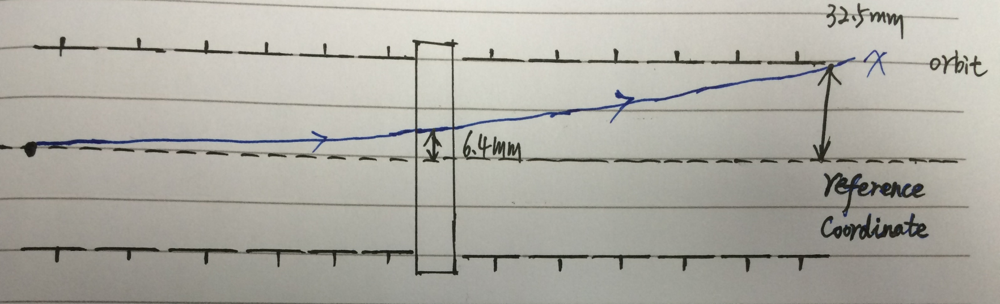 32.5mm
X
orbit
6.4mm
reference
Coordinate